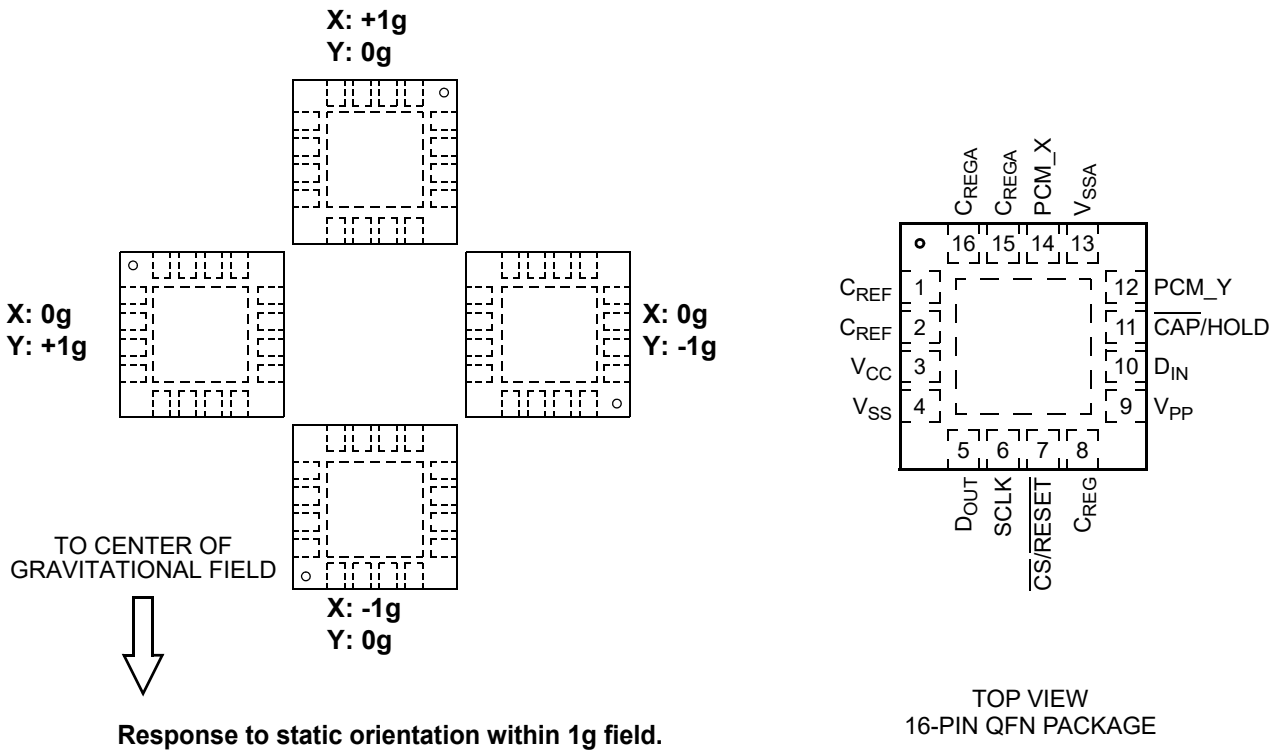 X: +1g
Y: 0g
X: 0g
Y: +1g
X: 0g
Y: -1g
X: -1g
Y: 0g
TO CENTER OF
GRAVITATIONAL FIELD
Response to static orientation within 1g field.
CREGA
CREGA
PCM_X
VSSA
16 15 14 13
CREF 1
CREF 2
VCC 3
VSS 4
12 PCM_Y
11 CAP/HOLD
10 DIN
9 VPP
5 6 7 8
DOUT
SCLK
CS/RESET
CREG
TOP VIEW
16-PIN QFN PACKAGE